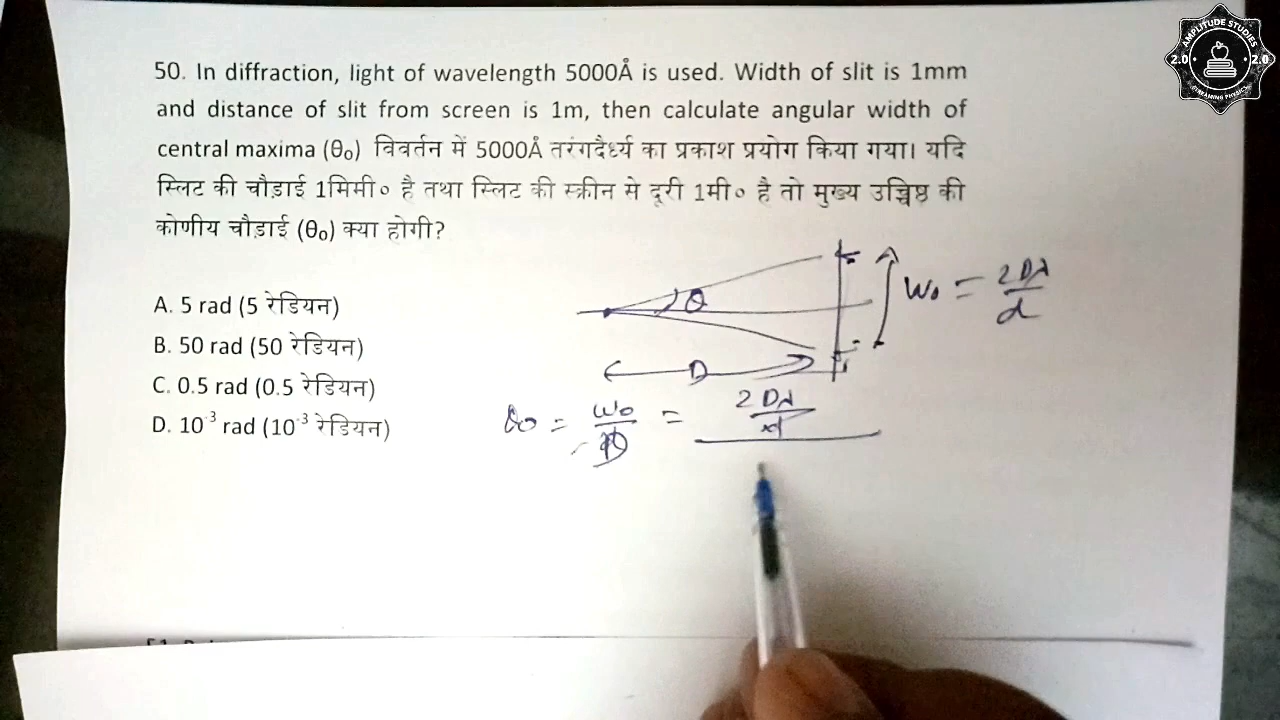 AMPLITUDE STUDIES
2.0 2.0
STREAMING PHYSICS
50. In diffraction, light of wavelength 5000Å is used. Width of slit is 1mm
and distance of slit from screen is 1m, then calculate angular width of
central maxima (θ₀) विवर्तन में 5000Å तरंगदैर्ध्य का प्रकाश प्रयोग किया गया। यदि
स्लिट की चौड़ाई 1मिमी० है तथा स्लिट की स्क्रीन से दूरी 1मी० है तो मुख्य उच्चिष्ठ की
कोणीय चौड़ाई (θ₀) क्या होगी?
A. 5 rad (5 रेडियन)
B. 50 rad (50 रेडियन)
C. 0.5 rad (0.5 रेडियन)
D. 10⁻³ rad (10⁻³ रेडियन)
θ
W₀ = 2Dλ/d
D
θ₀ = W₀/D = 2Dλ/d